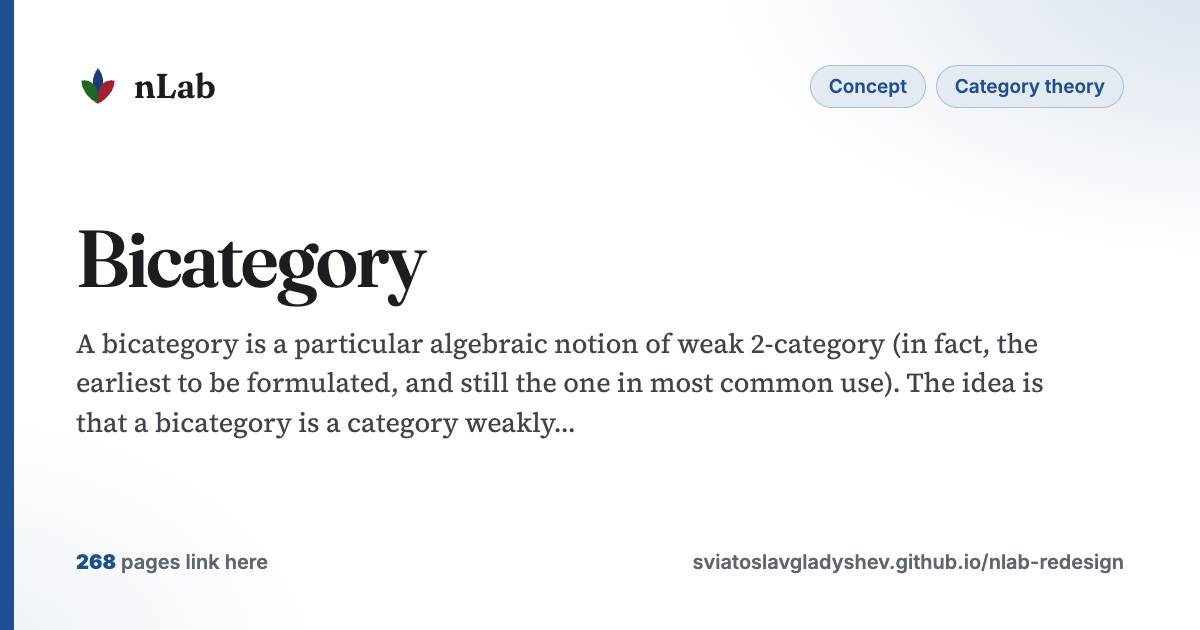 nLab
Concept
Category theory
Bicategory
A bicategory is a particular algebraic notion of weak 2-category (in fact, the
earliest to be formulated, and still the one in most common use). The idea is
that a bicategory is a category weakly...
268 pages link here
sviatoslavgladyshev.github.io/nlab-redesign